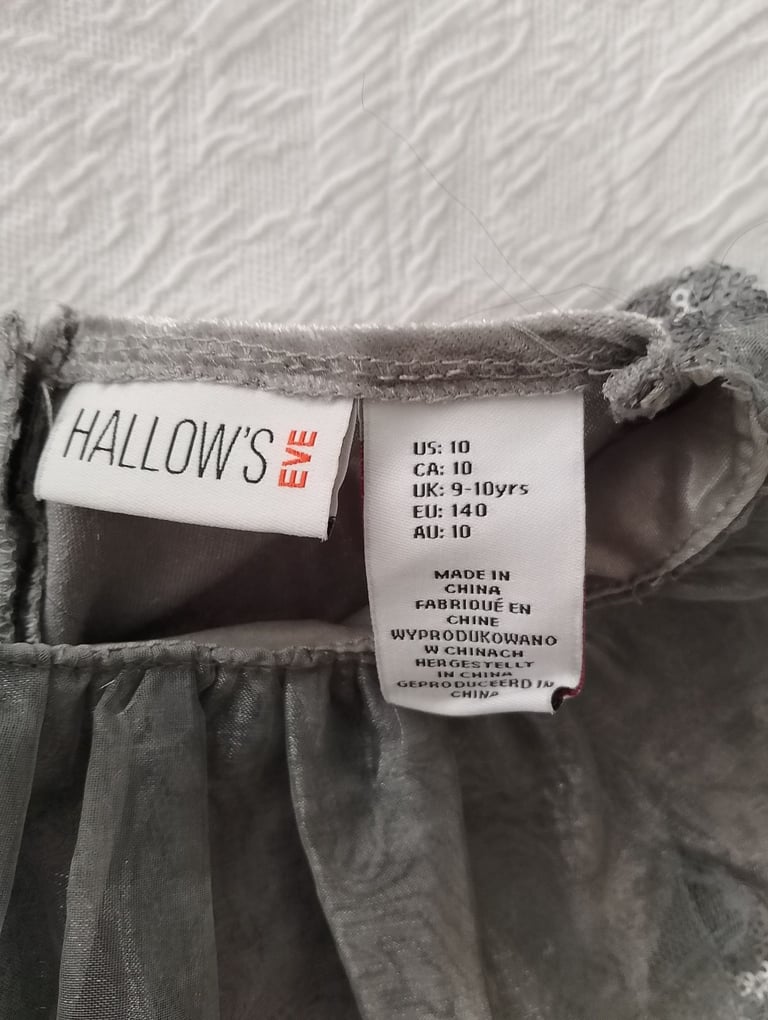 HALLOW'S EVE
US: 10
CA: 10
UK: 9-10yrs
EU: 140
AU: 10
MADE IN
CHINA
FABRIQUÉ EN
CHINE
WYPRODUKOWANO
W CHINACH
HERGESTELLT
IN CHINA
GEPRODUCEERD IN
CHINA